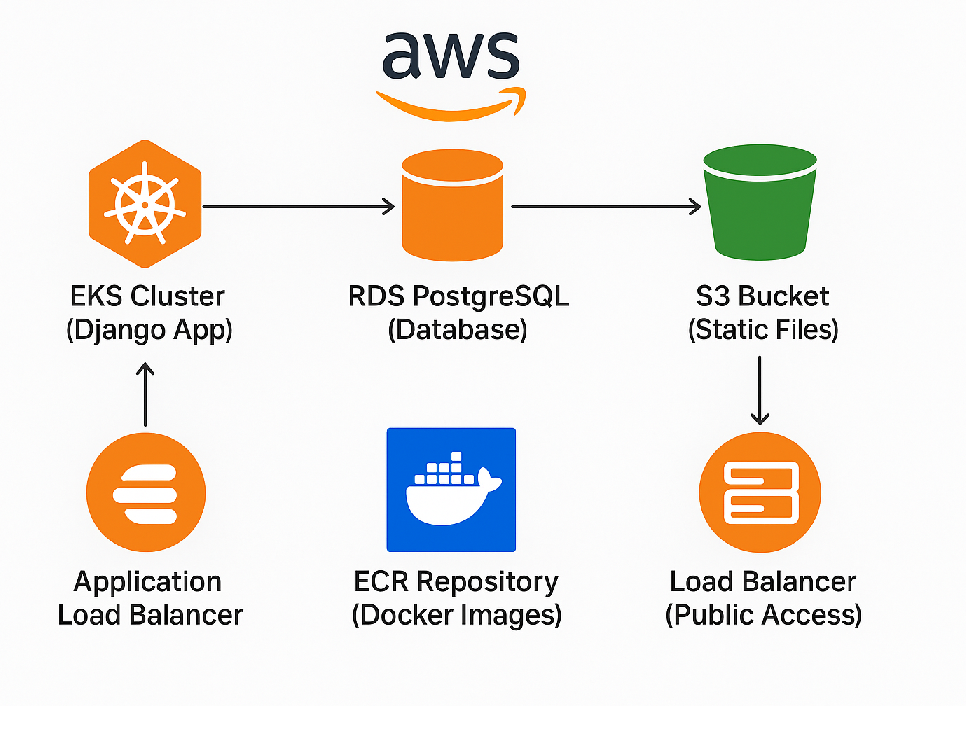 aws
EKS Cluster
(Django App)
RDS PostgreSQL
(Database)
S3 Bucket
(Static Files)
Application
Load Balancer
ECR Repository
(Docker Images)
Load Balancer
(Public Access)